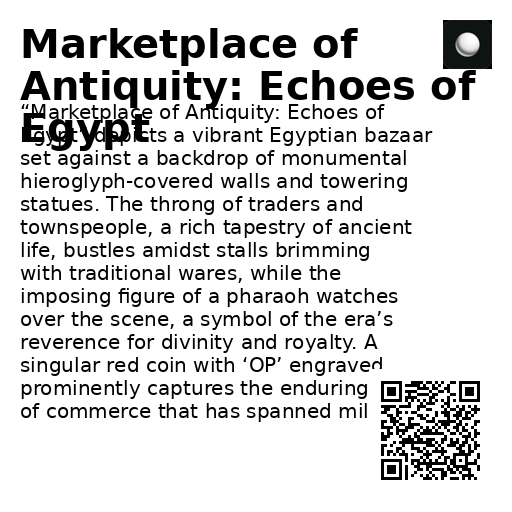 Marketplace of
Antiquity: Echoes of
Egypt
“Marketplace of Antiquity: Echoes of
Egypt” depicts a vibrant Egyptian bazaar
set against a backdrop of monumental
hieroglyph-covered walls and towering
statues. The throng of traders and
townspeople, a rich tapestry of ancient
life, bustles amidst stalls brimming
with traditional wares, while the
imposing figure of a pharaoh watches
over the scene, a symbol of the era’s
reverence for divinity and royalty. A
singular red coin with ‘OP’ engraved
prominently captures the enduring
of commerce that has spanned mil